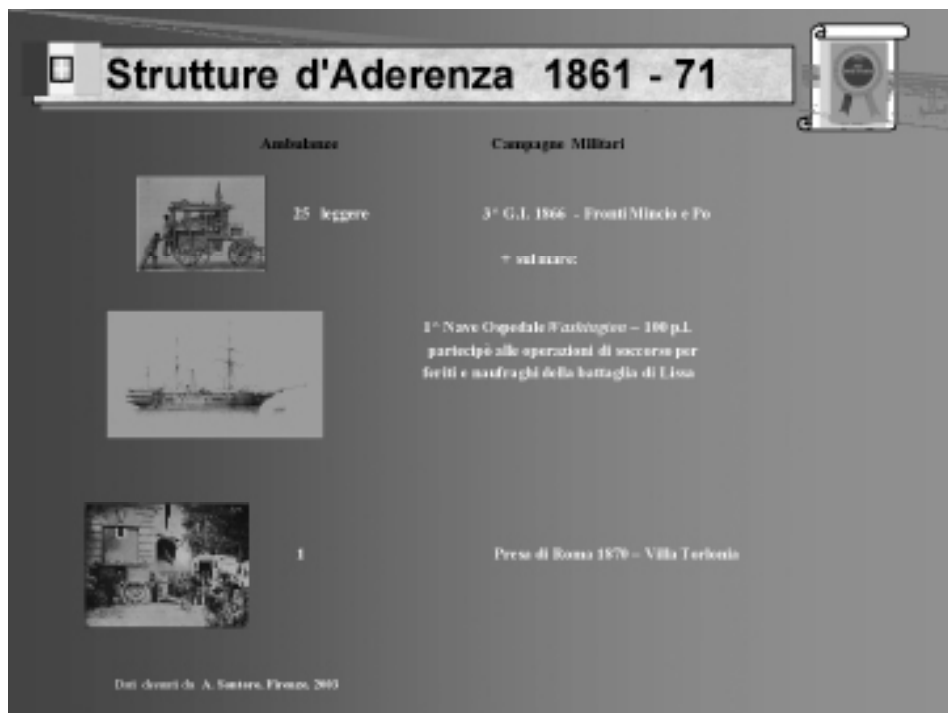 Strutture d'Aderenza 1861 - 71
Ambulanze Campagne Militari
25 leggere 3^ G.I. 1866 - Fronti Mincio e Po
+ sul mare:
1^ Nave Ospedale Washington – 100 p.l.
partecipò alle operazioni di soccorso per
feriti e naufraghi della battaglia di Lissa
1 Presa di Roma 1870 – Villa Torlonia
Dati da A. Santoro, Firenze, 2003